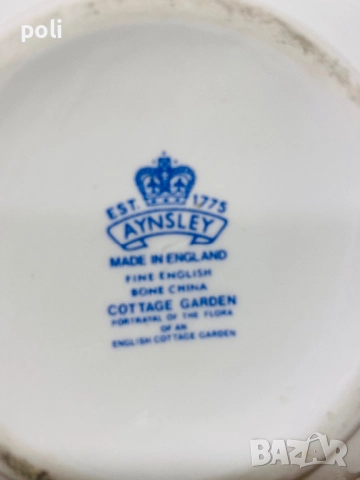 poli
EST. 1775
AYNSLEY
MADE IN ENGLAND
FINE ENGLISH
BONE CHINA
COTTAGE GARDEN
PORTRAYAL OF THE FLORA
OF AN
ENGLISH COTTAGE GARDEN
BAZAR